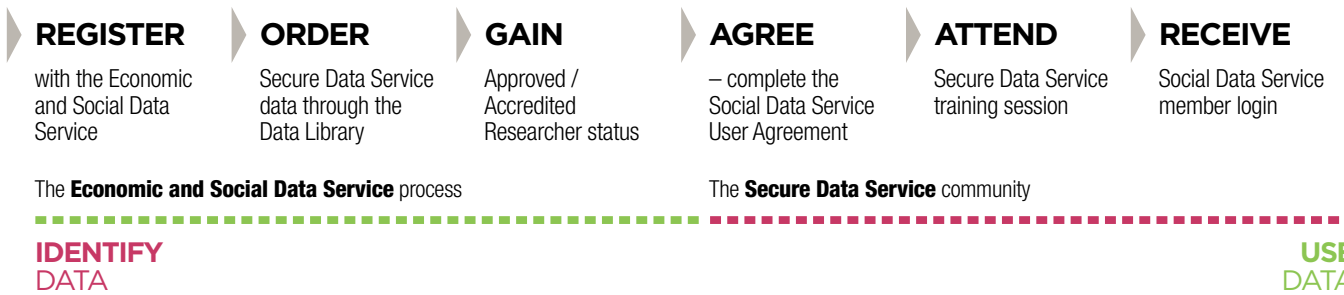 REGISTER
with the Economic
and Social Data
Service
ORDER
Secure Data Service
data through the
Data Library
GAIN
Approved /
Accredited
Researcher status
AGREE
– complete the
Social Data Service
User Agreement
ATTEND
Secure Data Service
training session
RECEIVE
Social Data Service
member login
The Economic and Social Data Service process
The Secure Data Service community
IDENTIFY
DATA
USE
DATA